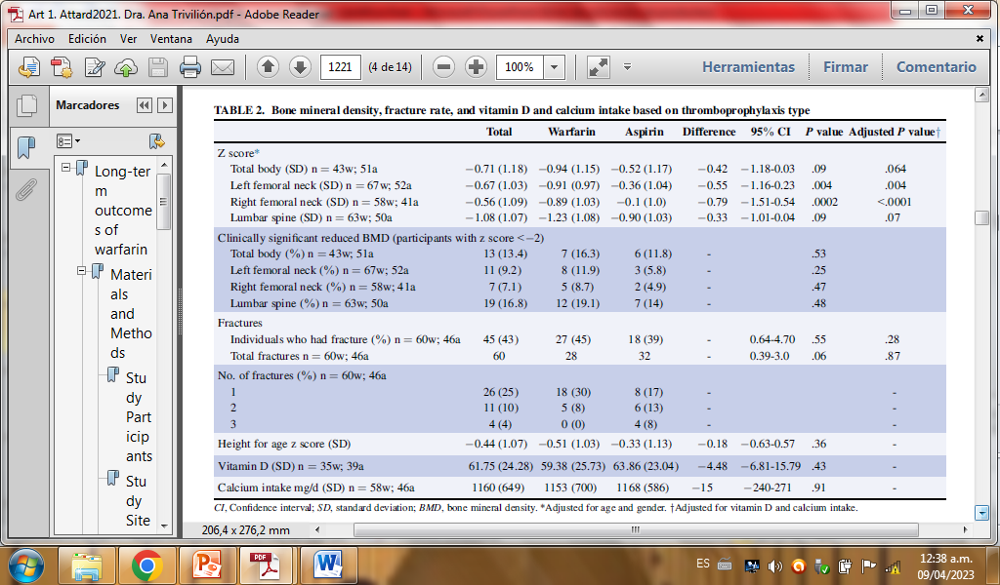 Art 1. Attard2021. Dra. Ana Trivilión.pdf - Adobe Reader
Archivo Edición Ver Ventana Ayuda
1221 (4 de 14) 100% Herramientas Firmar Comentario
Marcadores
Long-ter
m
outcome
s of
warfarin
Materi
als
and
Metho
ds
Stu
dy
Part
icip
ants
Stu
dy
Site
TABLE 2. Bone mineral density, fracture rate, and vitamin D and calcium intake based on thromboprophylaxis type
Total Warfarin Aspirin Difference 95% CI P value Adjusted P value†
Z score*
Total body (SD) n = 43w; 51a −0.71 (1.18) −0.94 (1.15) −0.52 (1.17) −0.42 −1.18-0.03 .09 .064
Left femoral neck (SD) n = 67w; 52a −0.67 (1.03) −0.91 (0.97) −0.36 (1.04) −0.55 −1.16-0.23 .004 .004
Right femoral neck (SD) n = 58w; 41a −0.56 (1.09) −0.89 (1.03) −0.1 (1.0) −0.79 −1.51-0.54 .0002 <.0001
Lumbar spine (SD) n = 63w; 50a −1.08 (1.07) −1.23 (1.08) −0.90 (1.03) −0.33 −1.01-0.04 .09 .07
Clinically significant reduced BMD (participants with z score <−2)
Total body (%) n = 43w; 51a 13 (13.4) 7 (16.3) 6 (11.8) - .53
Left femoral neck (%) n = 67w; 52a 11 (9.2) 8 (11.9) 3 (5.8) - .25
Right femoral neck (%) n = 58w; 41a 7 (7.1) 5 (8.7) 2 (4.9) - .47
Lumbar spine (%) n = 63w; 50a 19 (16.8) 12 (19.1) 7 (14) - .48
Fractures
Individuals who had fracture (%) n = 60w; 46a 45 (43) 27 (45) 18 (39) - 0.64-4.70 .55 .28
Total fractures n = 60w; 46a 60 28 32 - 0.39-3.0 .06 .87
No. of fractures (%) n = 60w; 46a
1 26 (25) 18 (30) 8 (17) - -
2 11 (10) 5 (8) 6 (13) - -
3 4 (4) 0 (0) 4 (8) - -
Height for age z score (SD) −0.44 (1.07) −0.51 (1.03) −0.33 (1.13) −0.18 −0.63-0.57 .36 -
Vitamin D (SD) n = 35w; 39a 61.75 (24.28) 59.38 (25.73) 63.86 (23.04) −4.48 −6.81-15.79 .43 -
Calcium intake mg/d (SD) n = 58w; 46a 1160 (649) 1153 (700) 1168 (586) −15 −240-271 .91 -
CI, Confidence interval; SD, standard deviation; BMD, bone mineral density. *Adjusted for age and gender. †Adjusted for vitamin D and calcium intake.
206,4 x 276,2 mm
ES 12:38 a.m.
09/04/2023